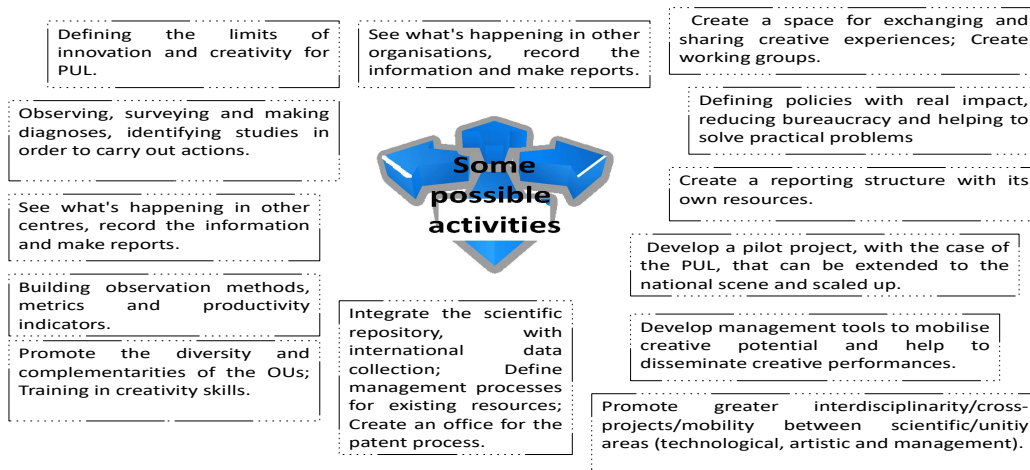 Defining the limits of
innovation and creativity for
PUL.
See what's happening in other
organisations, record the
information and make reports.
Create a space for exchanging and
sharing creative experiences; Create
working groups.
Observing, surveying and making
diagnoses, identifying studies in
order to carry out actions.
Defining policies with real impact,
reducing bureaucracy and helping to
solve practical problems
Some
possible
activities
See what's happening in other
centres, record the information
and make reports.
Create a reporting structure with its
own resources.
Develop a pilot project, with the case of
the PUL, that can be extended to the
national scene and scaled up.
Building observation methods,
metrics and productivity
indicators.
Integrate the scientific
repository, with
international data
collection; Define
management processes
for existing resources;
Create an office for the
patent process.
Develop management tools to mobilise
creative potential and help to
disseminate creative performances.
Promote the diversity and
complementarities of the OUs;
Training in creativity skills.
Promote greater interdisciplinarity/cross-
projects/mobility between scientific/unitiy
areas (technological, artistic and management).